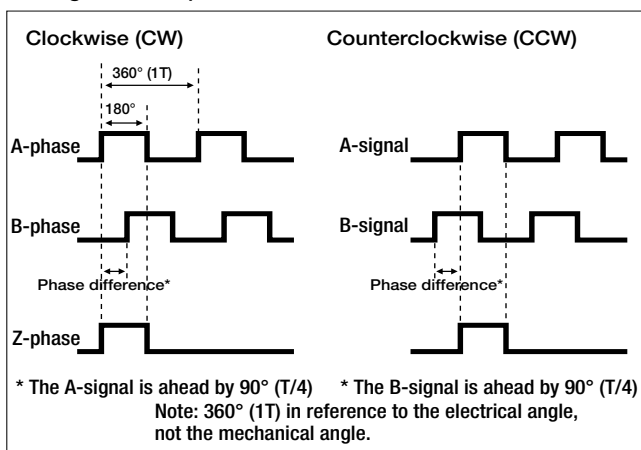 Clockwise (CW)
360° (1T)
180°
A-phase
B-phase
Phase difference*
Z-phase
* The A-signal is ahead by 90° (T/4)
Counterclockwise (CCW)
A-signal
B-signal
Phase difference*
* The B-signal is ahead by 90° (T/4)
Note: 360° (1T) in reference to the electrical angle,
not the mechanical angle.